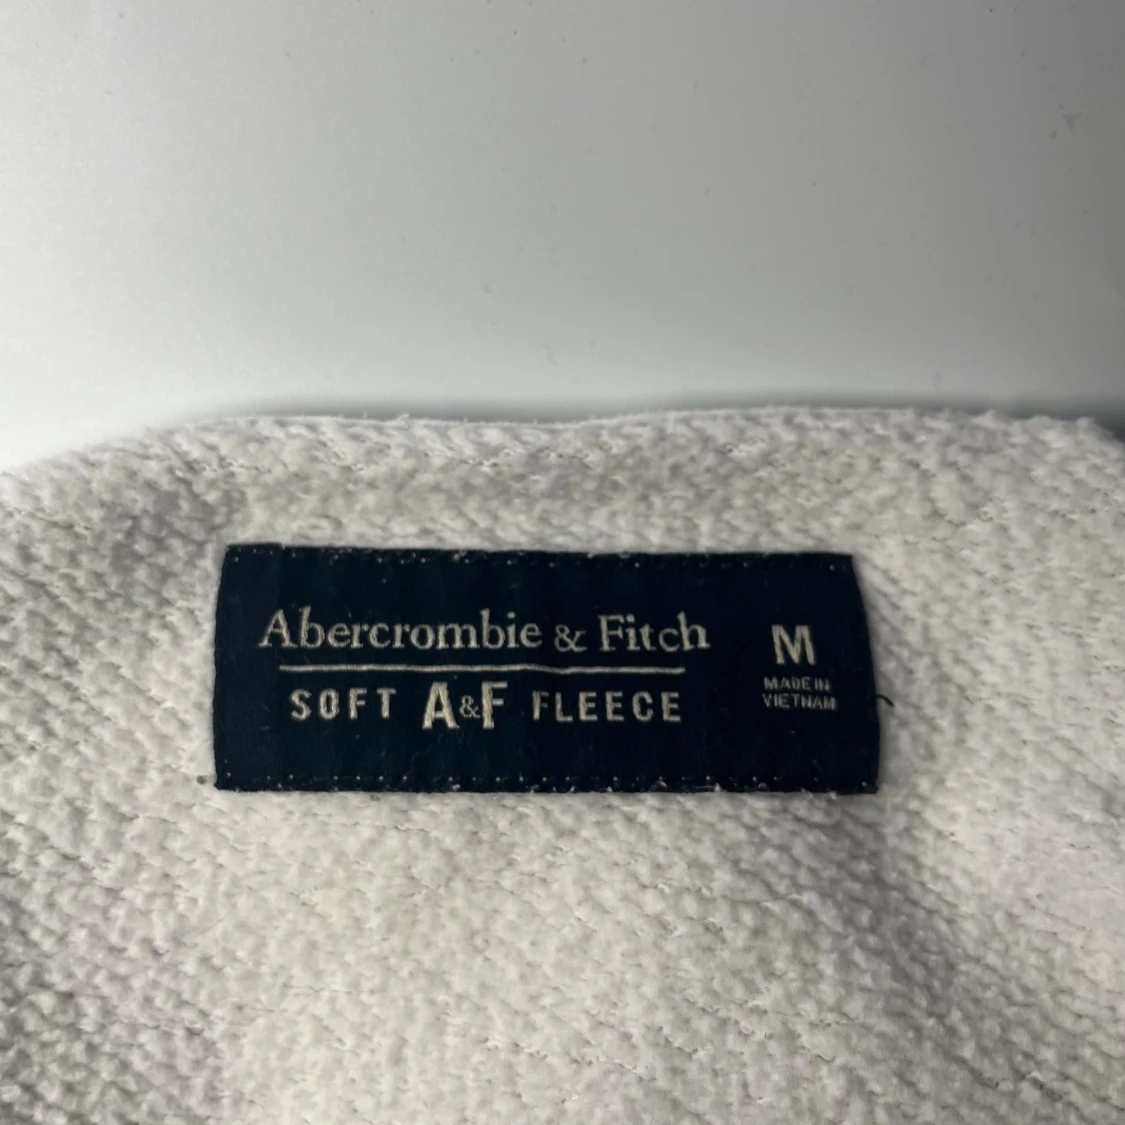 Abercrombie & Fitch
SOFT A&F FLEECE
M
MADE IN
VIETNAM